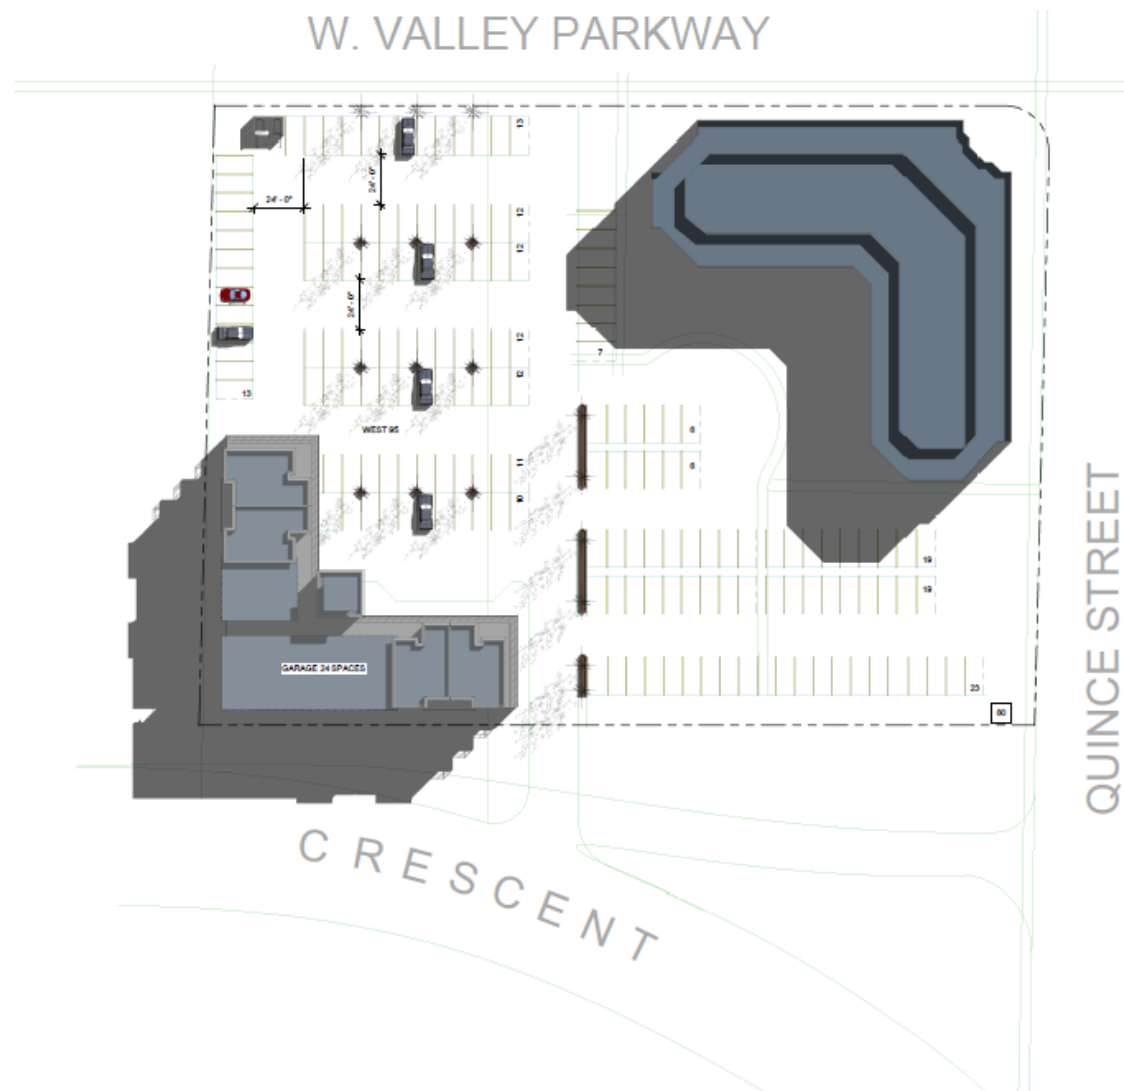 W. VALLEY PARKWAY
13
24' - 0"
24' - 0"
12
12
24' - 0"
12
7
12
13
WEST 95
6
6
11
10
19
19
QUINCE STREET
GARAGE 24 SPACES
23
80
CRESCENT